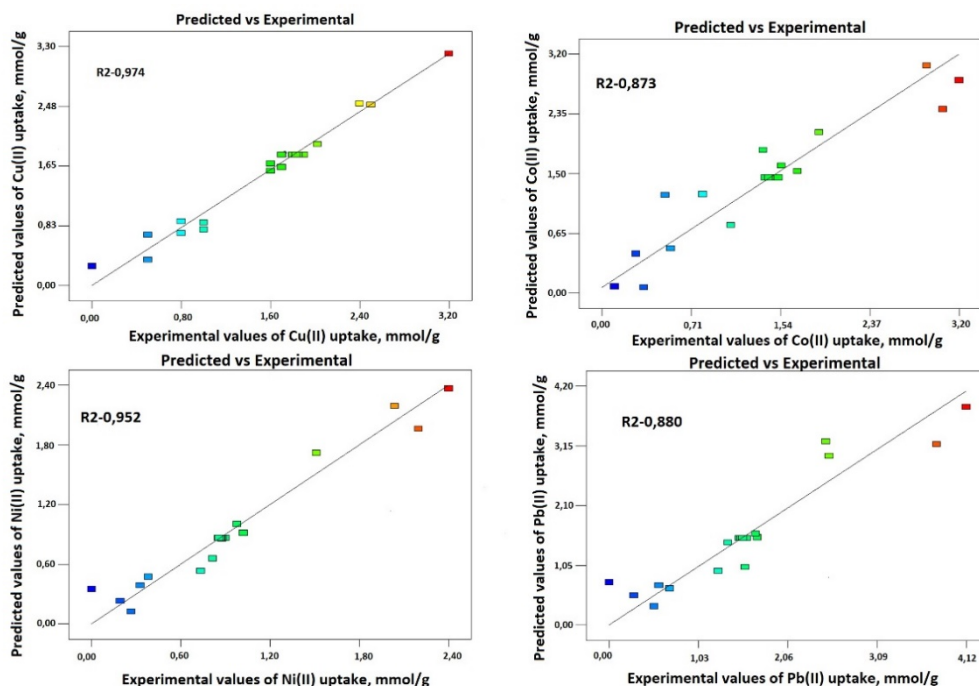 Predicted vs Experimental
R2-0,974
Predicted values of Cu(II) uptake, mmol/g
3,30
2,48
1,65
0,83
0,00
0,00
0,80
1,60
2,40
3,20
Experimental values of Cu(II) uptake, mmol/g
Predicted vs Experimental
R2-0,873
Predicted values of Co(II) uptake, mmol/g
3,20
2,35
1,50
0,65
0,00
0,00
0,71
1,54
2,37
3,20
Experimental values of Co(II) uptake, mmol/g
Predicted vs Experimental
R2-0,952
Predicted values of Ni(II) uptake, mmol/g
2,40
1,80
1,20
0,60
0,00
0,00
0,60
1,20
1,80
2,40
Experimental values of Ni(II) uptake, mmol/g
Predicted vs Experimental
R2-0,880
Predicted values of Pb(II) uptake, mmol/g
4,20
3,15
2,10
1,05
0,00
0,00
1,03
2,06
3,09
4,12
Experimental values of Pb(II) uptake, mmol/g